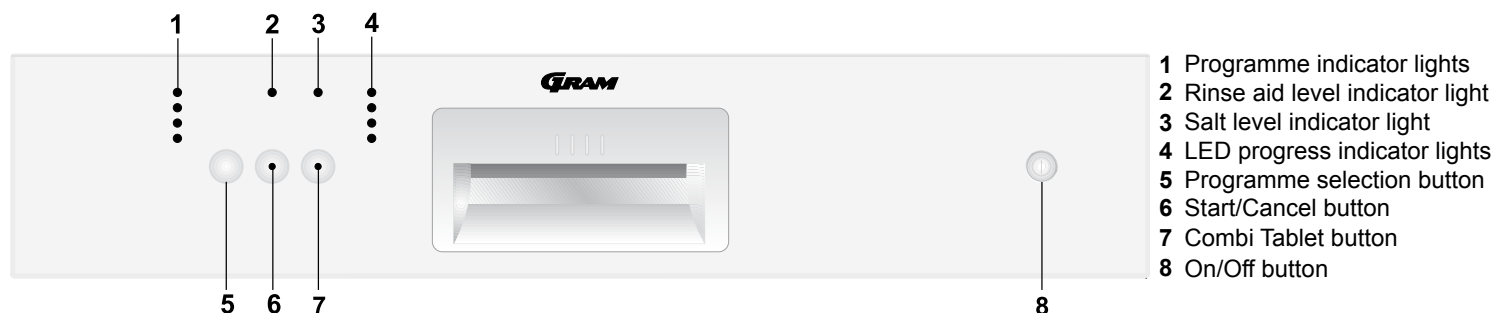 1 2 3 4
GRAM
5 6 7 8
1 Programme indicator lights
2 Rinse aid level indicator light
3 Salt level indicator light
4 LED progress indicator lights
5 Programme selection button
6 Start/Cancel button
7 Combi Tablet button
8 On/Off button